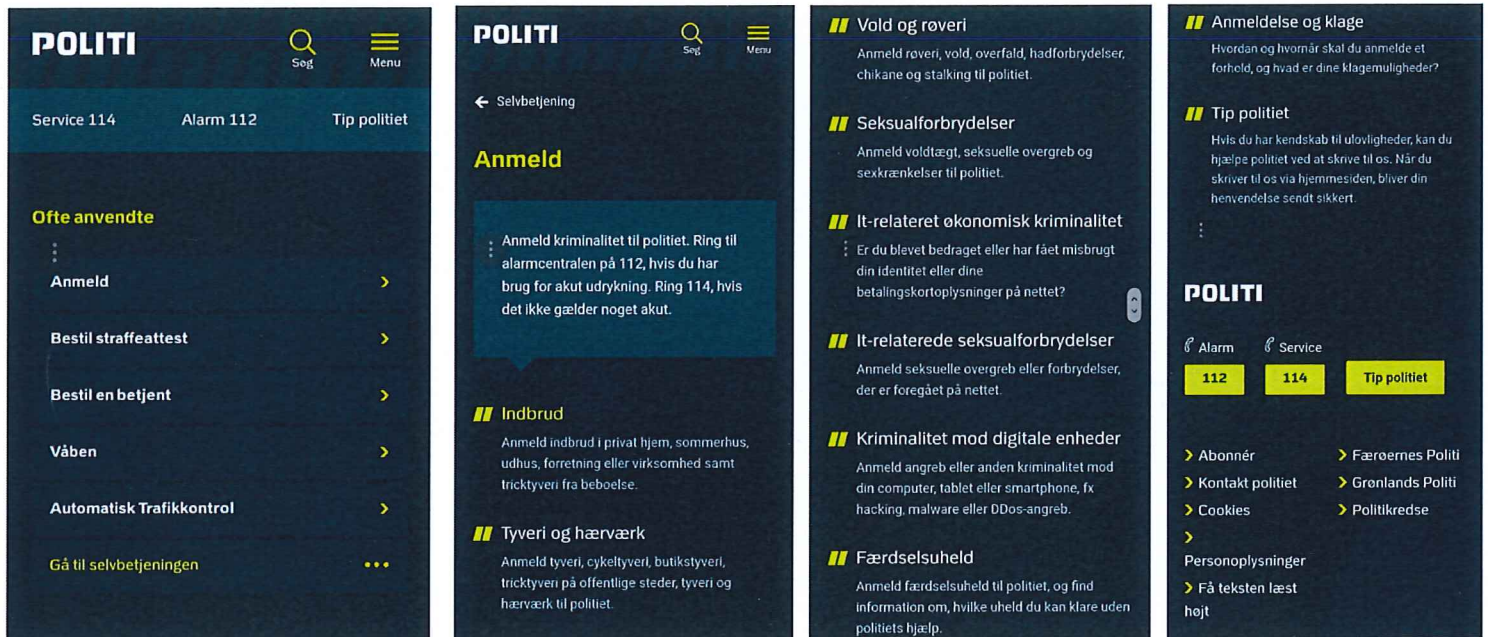 POLITI
Søg
Menu
Service 114
Alarm 112
Tip politiet
Ofte anvendte
Anmeld
Bestil straffeattest
Bestil en betjent
Våben
Automatisk Trafikkontrol
Gå til selvbetjeningen
POLITI
Søg
Menu
Selvbetjening
Anmeld
Anmeld kriminalitet til politiet. Ring til
alarmcentralen på 112, hvis du har
brug for akut udrykning. Ring 114, hvis
det ikke gælder noget akut.
Indbrud
Anmeld indbrud i privat hjem, sommerhus,
udhus, forretning eller virksomhed samt
tricktyveri fra beboelse.
Tyveri og hærværk
Anmeld tyveri, cykeltyveri, butikstyveri,
tricktyveri på offentlige steder, tyveri og
hærværk til politiet.
Vold og røveri
Anmeld røveri, vold, overfald, hadforbrydelser,
chikane og stalking til politiet.
Seksualforbrydelser
Anmeld voldtægt, seksuelle overgreb og
sexkrænkelser til politiet.
It-relateret økonomisk kriminalitet
Er du blevet bedraget eller har fået misbrugt
din identitet eller dine
betalingskortoplysninger på nettet?
It-relaterede seksualforbrydelser
Anmeld seksuelle overgreb eller forbrydelser,
der er foregået på nettet.
Kriminalitet mod digitale enheder
Anmeld angreb eller anden kriminalitet mod
din computer, tablet eller smartphone, fx
hacking, malware eller DDos-angreb.
Færdselsuheld
Anmeld færdselsuheld til politiet, og find
information om, hvilke uheld du kan klare uden
politiets hjælp.
Anmeldelse og klage
Hvordan og hvornår skal du anmelde et
forhold, og hvad er dine klagemuligheder?
Tip politiet
Hvis du har kendskab til ulovligheder, kan du
hjælpe politiet ved at skrive til os. Når du
skriver til os via hjemmesiden, bliver din
henvendelse sendt sikkert.
POLITI
Alarm
Service
112
114
Tip politiet
Abonnér
Færøernes Politi
Kontakt politiet
Grønlands Politi
Cookies
Politikredse
Personoplysninger
Få teksten læst
højt